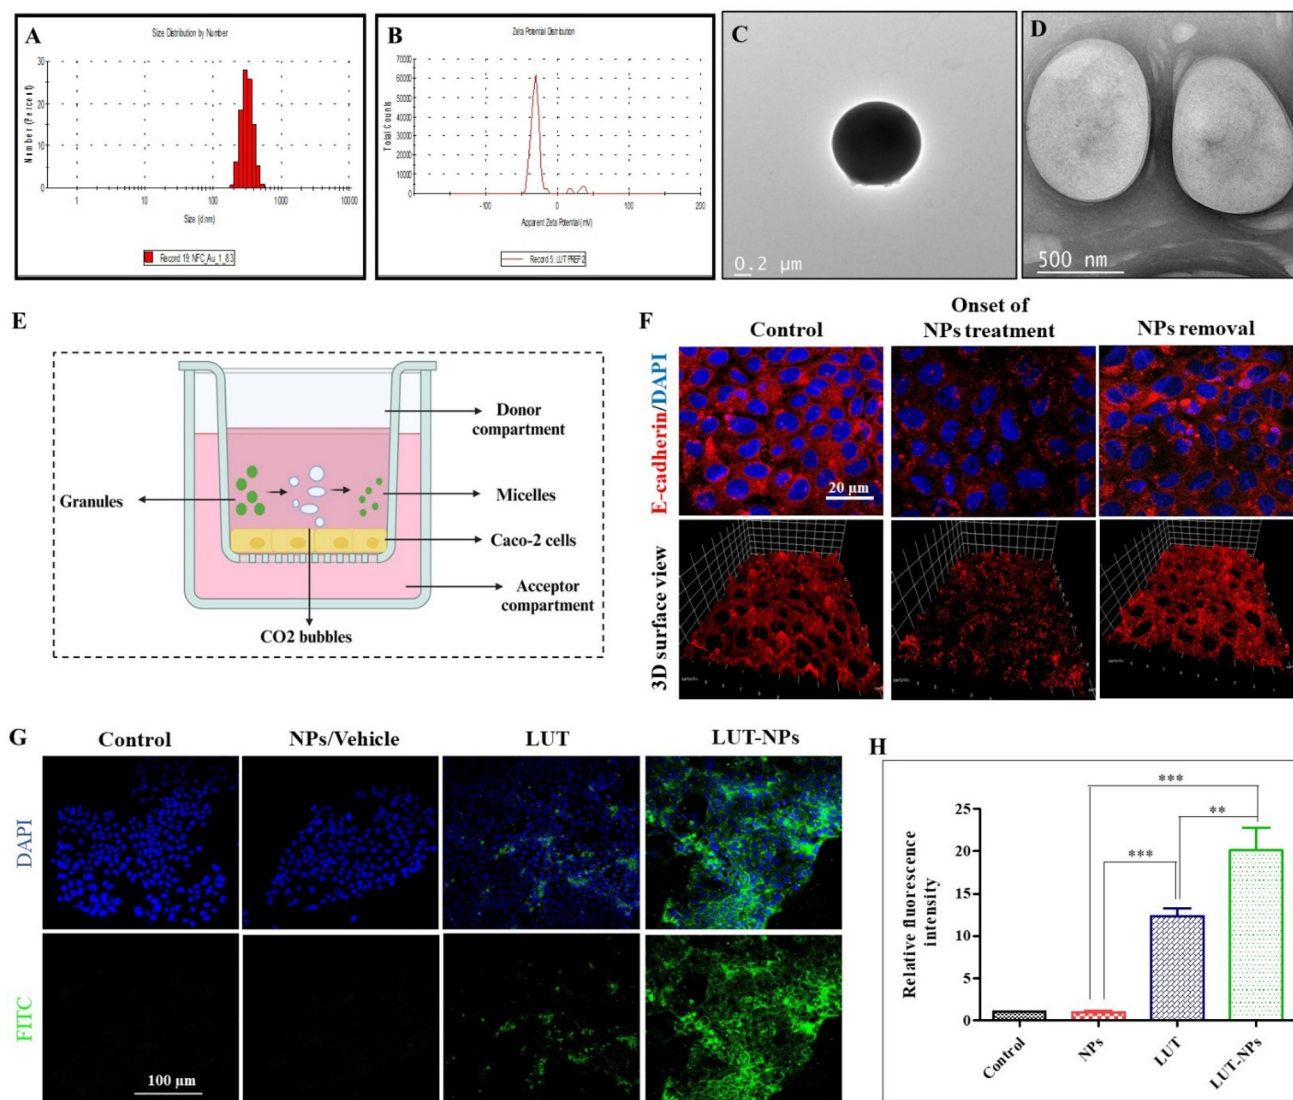 A
Size Distribution by Number
Number (Percent)
30
20
10
0
1
10
100
1000
10000
Size (d.nm)
Record 19: NFC_Au_1_83
B
Zeta Potential Distribution
Total Counts
70000
60000
50000
40000
30000
20000
10000
0
-100
0
100
200
Apparent Zeta Potential (mV)
Record 5: LUT PREP 2
C
0.2 µm
D
500 nm
E
Donor
compartment
Granules
Micelles
Caco-2 cells
Acceptor
compartment
CO2 bubbles
F
Control
Onset of
NPs treatment
NPs removal
E-cadherin/DAPI
20 µm
3D surface view
G
Control
NPs/Vehicle
LUT
LUT-NPs
DAPI
FITC
100 µm
H
Relative fluorescence
intensity
25
20
15
10
5
0
***
**
***
Control
NPs
LUT
LUT-NPs